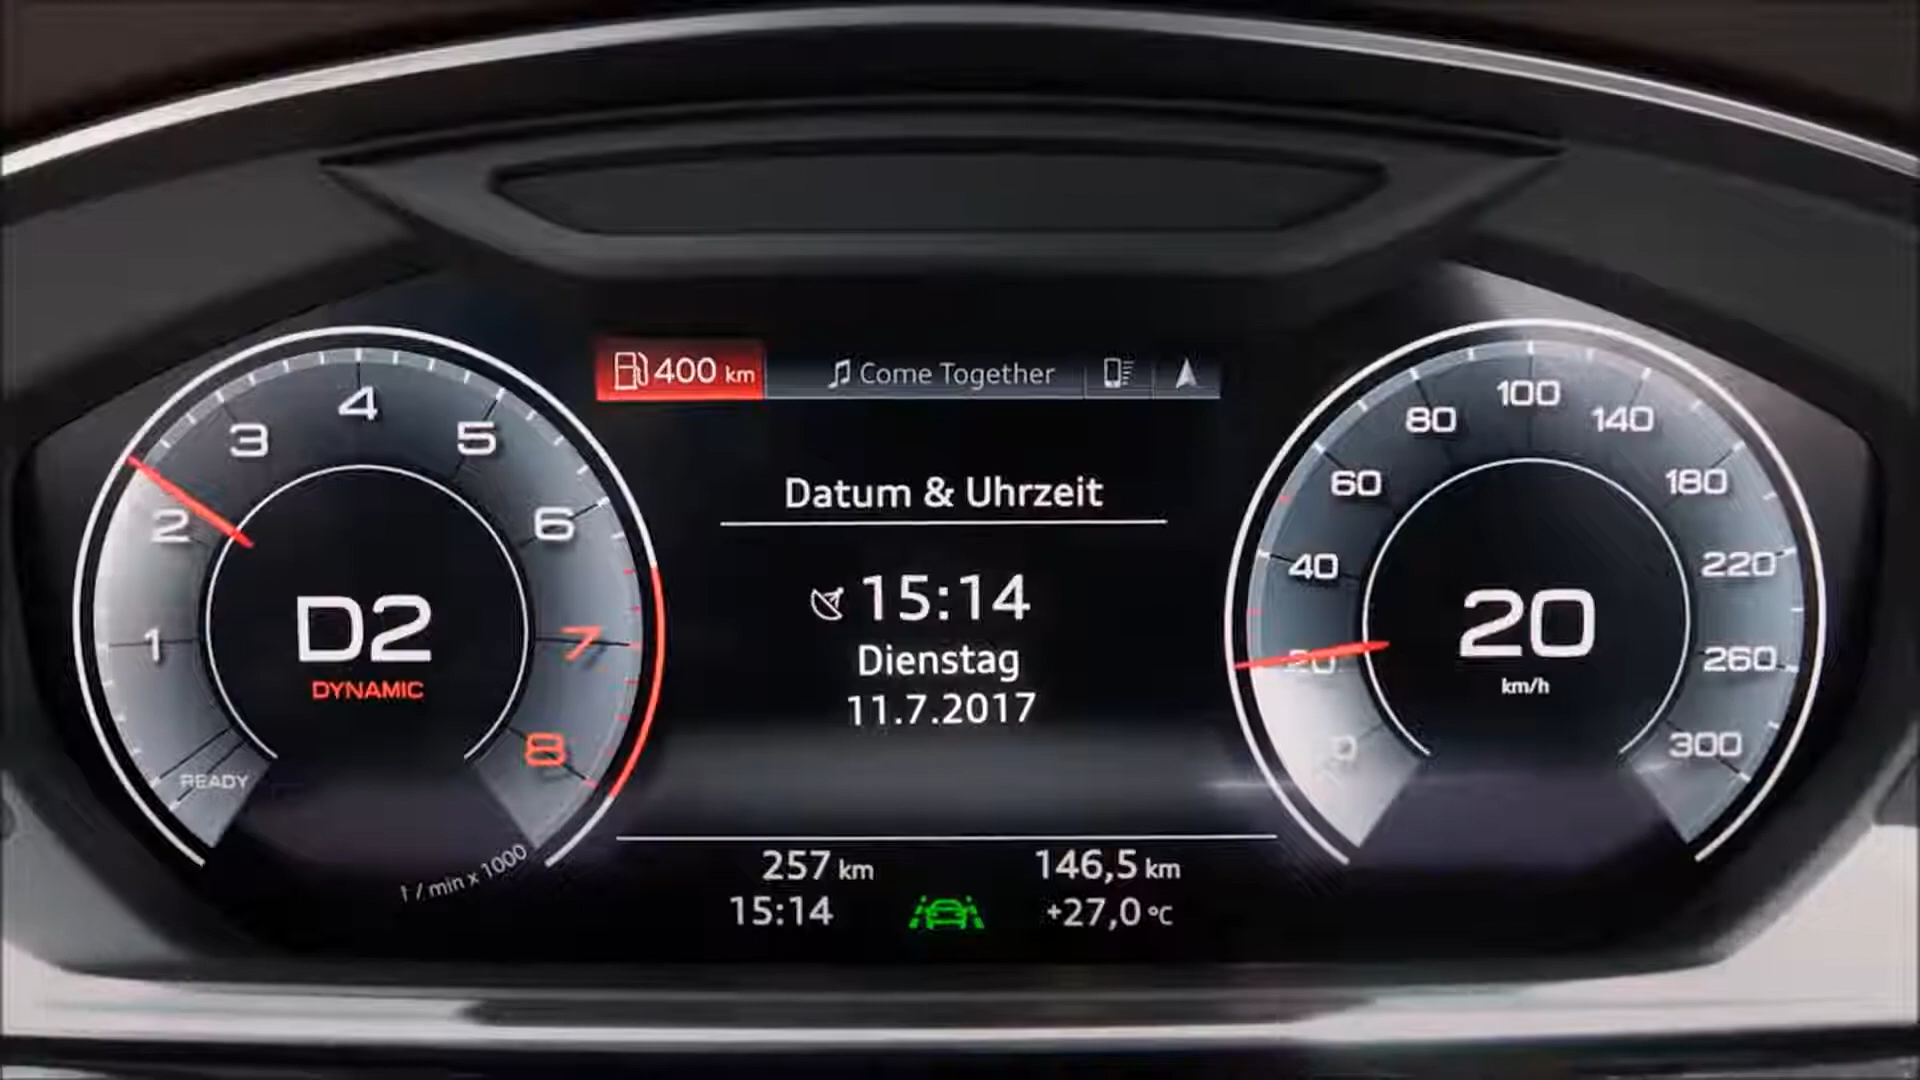 400 km
Come Together
Datum & Uhrzeit
15:14
Dienstag
11.7.2017
1
2
3
4
5
6
7
8
READY
D2
DYNAMIC
1 / min x 1000
0
20
40
60
80
100
140
180
220
260
300
20
km/h
257 km
146,5 km
15:14
+27,0 °C